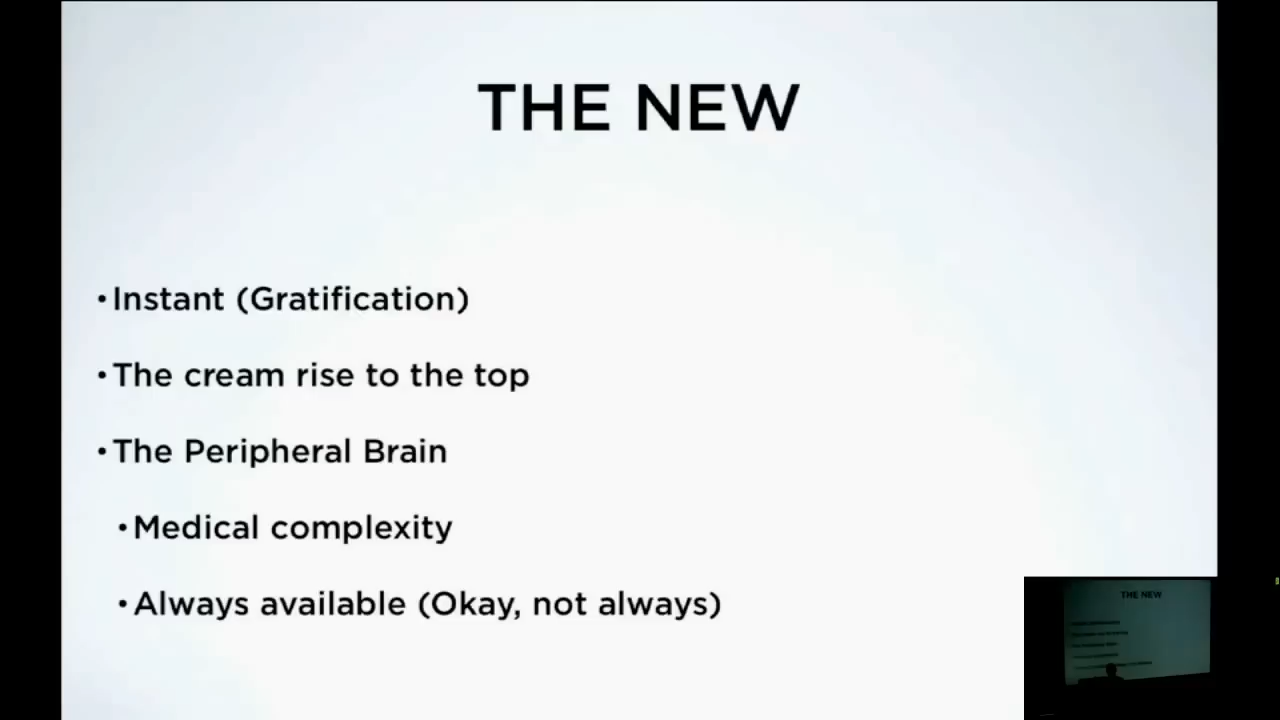 THE NEW
• Instant (Gratification)
• The cream rise to the top
• The Peripheral Brain
• Medical complexity
• Always available (Okay, not always)
THE NEW